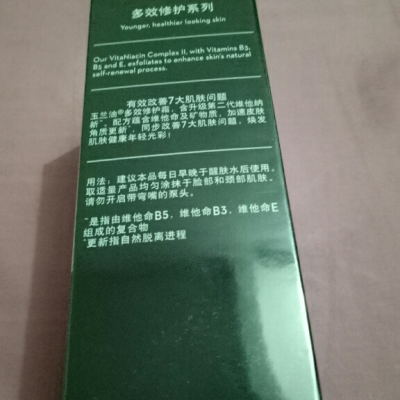 多效修护系列
Younger, healthier looking skin
Our VitaNiacin Complex II, with Vitamins B3,
B5 and E, exfoliates to enhance skin's natural
self-renewal process.
有效改善7大肌肤问题
玉兰油®多效修护霜, 含升级第二代维他纳
新^。配方蕴含维他命及矿物质, 加速皮肤
角质更新*, 同步改善7大肌肤问题, 焕发
肌肤健康年轻光彩!
用法: 建议本品每日早晚于醒肤水后使用。
取适量产品均匀涂抹于脸部和颈部肌肤。
请勿开启带弯嘴的泵头。
^是指由维他命B5, 维他命B3, 维他命E
组成的复合物
*更新指自然脱离进程